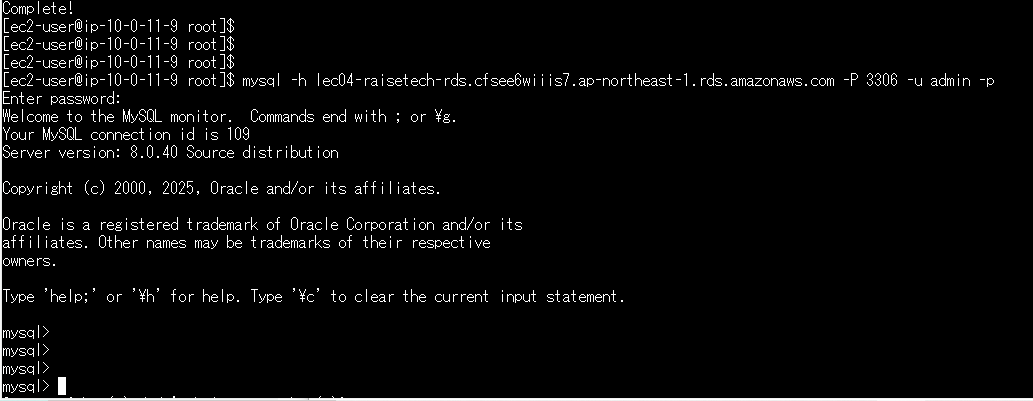 Complete!
[ec2-user@ip-10-0-11-9 root]$
[ec2-user@ip-10-0-11-9 root]$
[ec2-user@ip-10-0-11-9 root]$
[ec2-user@ip-10-0-11-9 root]$ mysql -h lec04-raisetech-rds.cfsee6wiiis7.ap-northeast-1.rds.amazonaws.com -P 3306 -u admin -p
Enter password:
Welcome to the MySQL monitor.  Commands end with ; or ¥g.
Your MySQL connection id is 109
Server version: 8.0.40 Source distribution
Copyright (c) 2000, 2025, Oracle and/or its affiliates.
Oracle is a registered trademark of Oracle Corporation and/or its
affiliates. Other names may be trademarks of their respective
owners.
Type 'help;' or '¥h' for help. Type '¥c' to clear the current input statement.
mysql>
mysql>
mysql>
mysql>